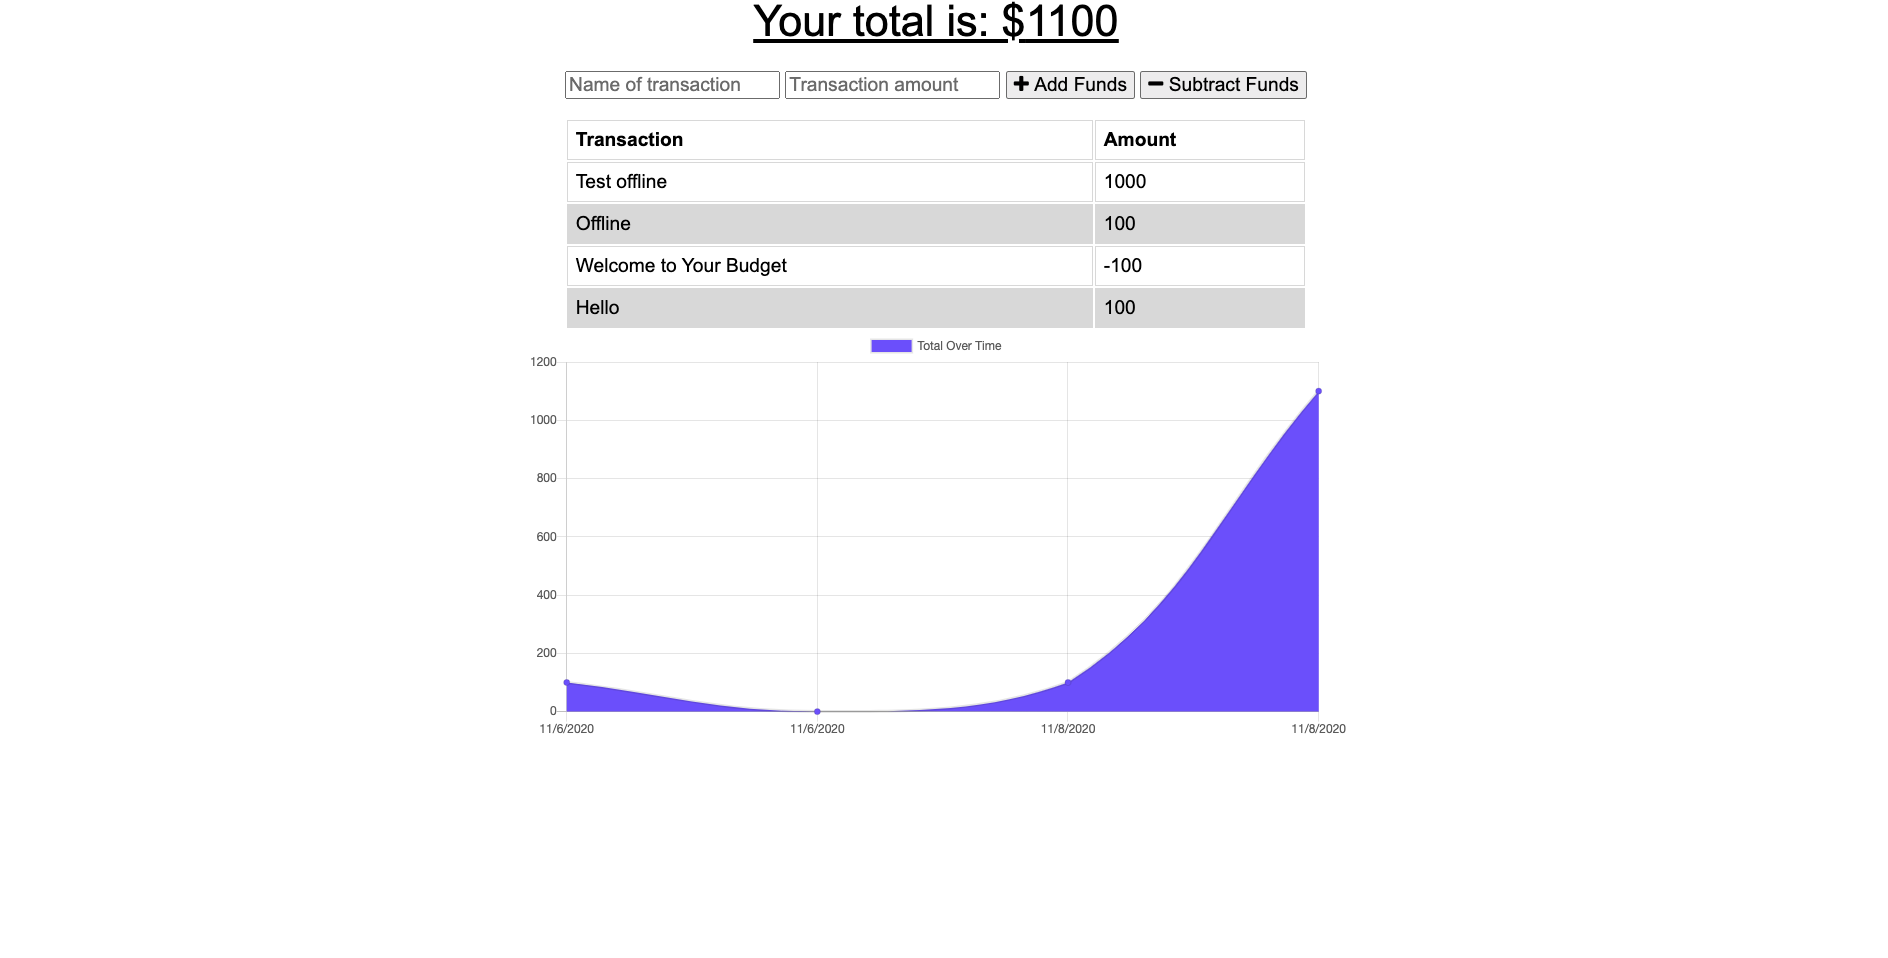 Your total is: $1100
Name of transaction Transaction amount Add Funds Subtract Funds
Transaction Amount
Test offline 1000
Offline 100
Welcome to Your Budget -100
Hello 100
Total Over Time
1200
1000
800
600
400
200
0
11/6/2020 11/6/2020 11/8/2020 11/8/2020